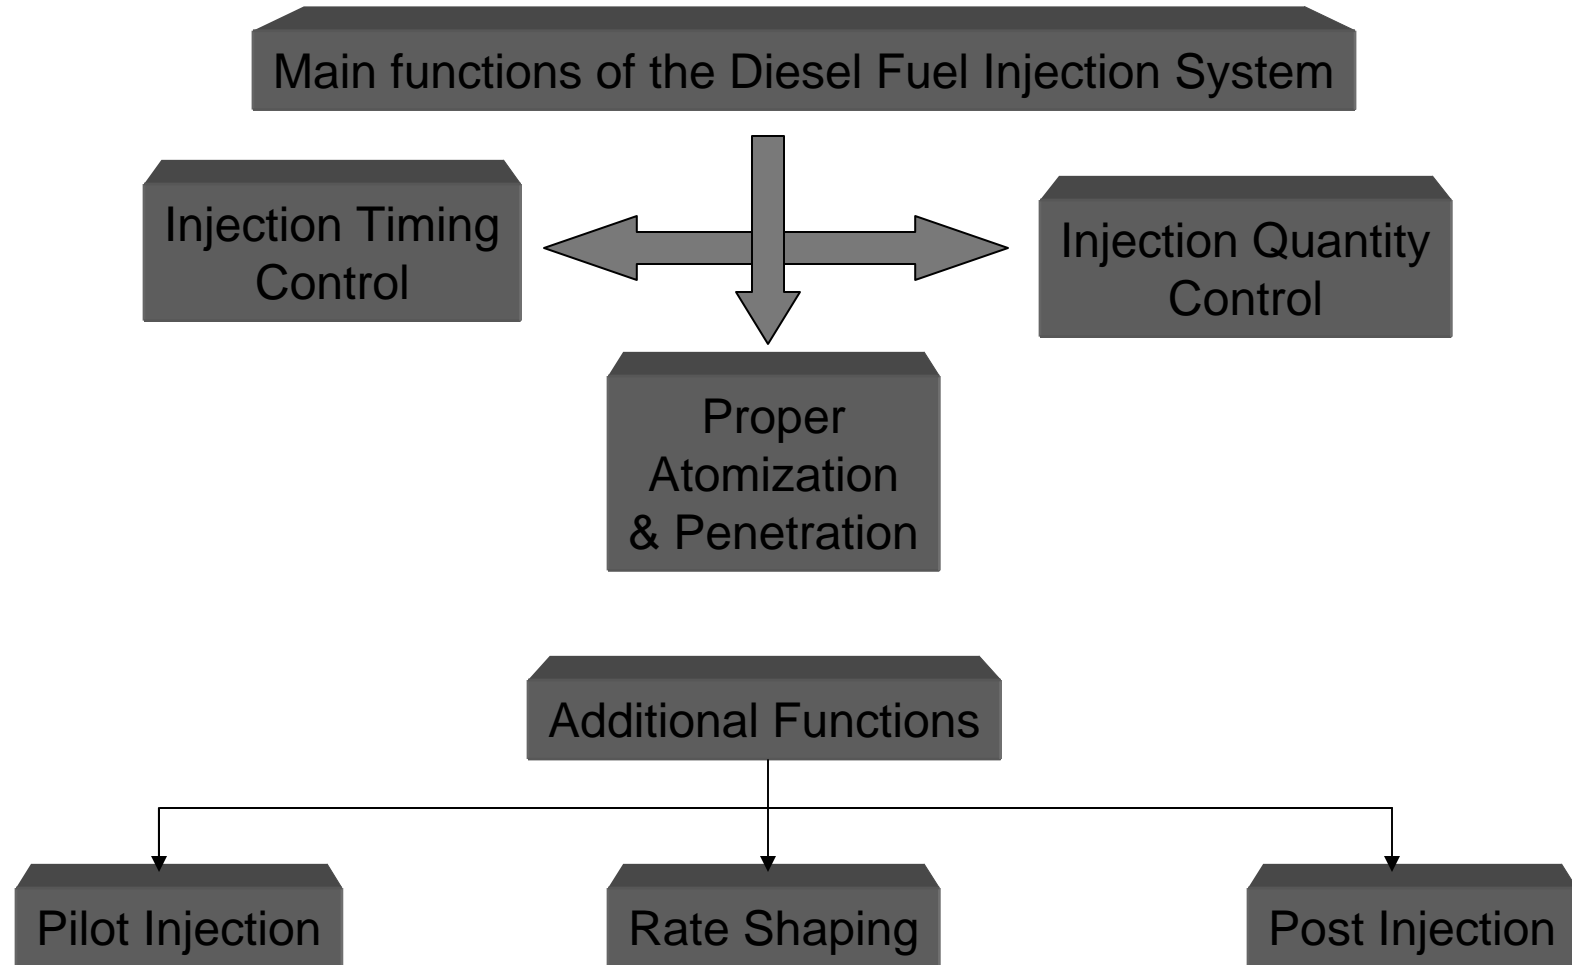 Main functions of the Diesel Fuel Injection System
Injection Timing
Control
Injection Quantity
Control
Proper
Atomization
& Penetration
Additional Functions
Pilot Injection
Rate Shaping
Post Injection